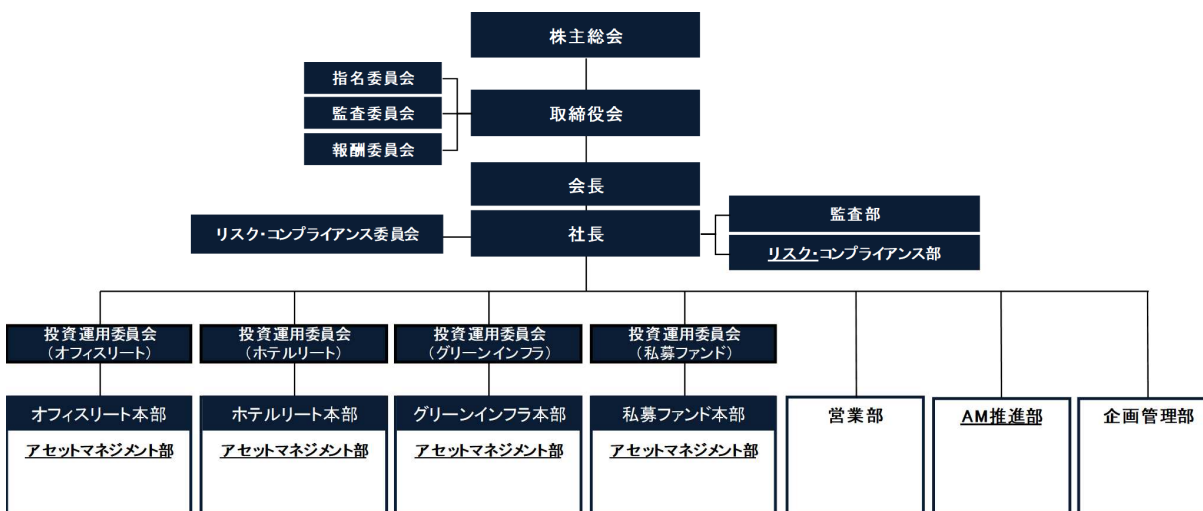 株主総会
指名委員会
監査委員会
報酬委員会
取締役会
会長
社長
リスク・コンプライアンス委員会
監査部
リスク・コンプライアンス部
投資運用委員会
（オフィスリート）
投資運用委員会
（ホテルリート）
投資運用委員会
（グリーンインフラ）
投資運用委員会
（私募ファンド）
オフィスリート本部
アセットマネジメント部
ホテルリート本部
アセットマネジメント部
グリーンインフラ本部
アセットマネジメント部
私募ファンド本部
アセットマネジメント部
営業部
AM推進部
企画管理部